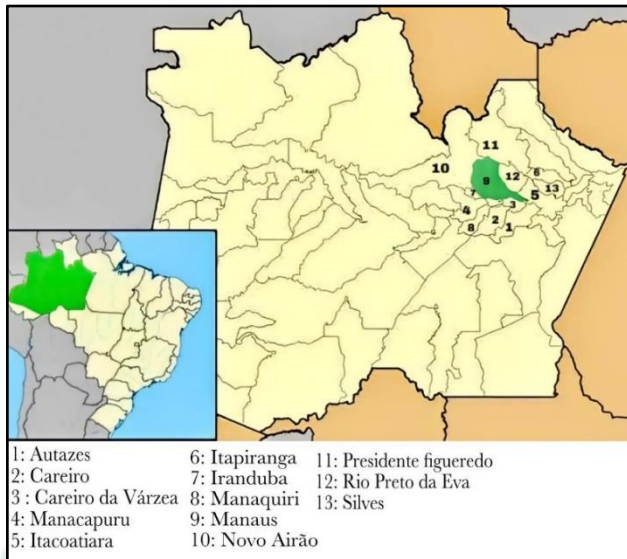 11
10
12
6
9
7
13
5
3
4
2
8
1
1: Autazes
2: Careiro
3 : Careiro da Várzea
4: Manacapuru
5: Itacoatiara
6: Itapiranga
7: Iranduba
8: Manaquiri
9: Manaus
10: Novo Airão
11: Presidente figueredo
12: Rio Preto da Eva
13: Silves